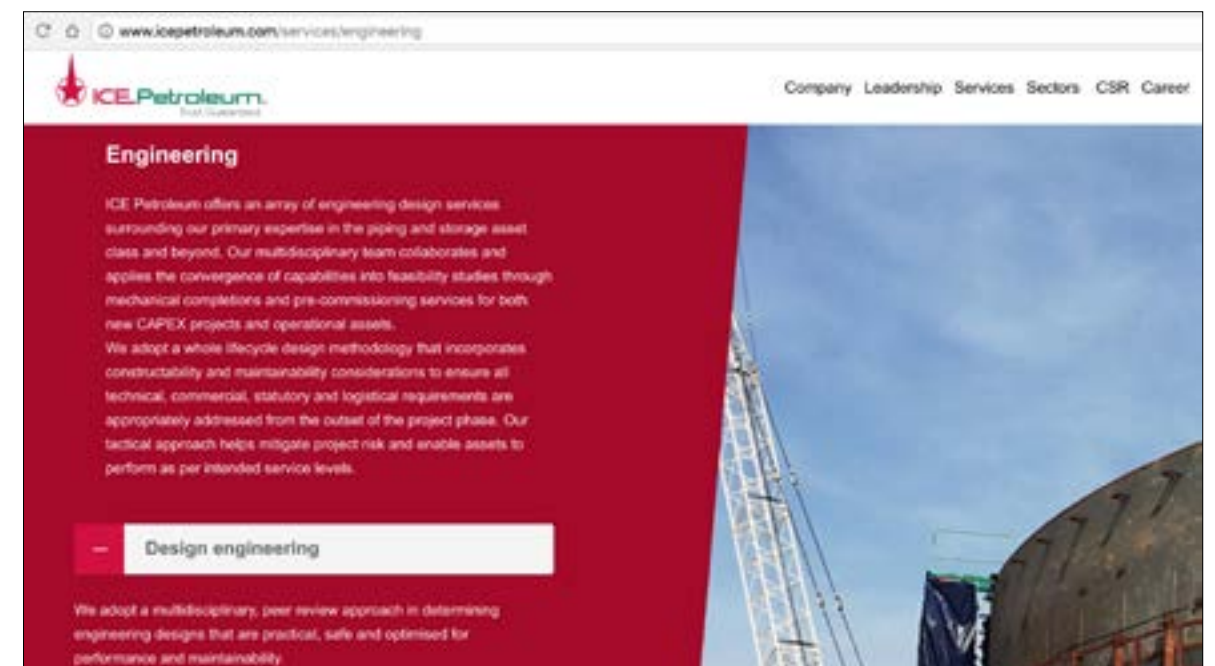 www.icepetroleum.com/services/engineering
ICE Petroleum.
Trust Guaranteed
Company Leadership Services Sectors CSR Career
Engineering
ICE Petroleum offers an array of engineering design services
surrounding our primary expertise in the piping and storage asset
class and beyond. Our multidisciplinary team collaborates and
applies the convergence of capabilities into feasibility studies through
mechanical completions and pre-commissioning services for both
new CAPEX projects and operational assets.
We adopt a whole lifecycle design methodology that incorporates
constructability and maintainability considerations to ensure all
technical, commercial, statutory and logistical requirements are
appropriately addressed from the outset of the project phase. Our
tactical approach helps mitigate project risk and enable assets to
perform as per intended service levels.
Design engineering
We adopt a multidisciplinary, peer review approach in determining
engineering designs that are practical, safe and optimised for
performance and maintainability.